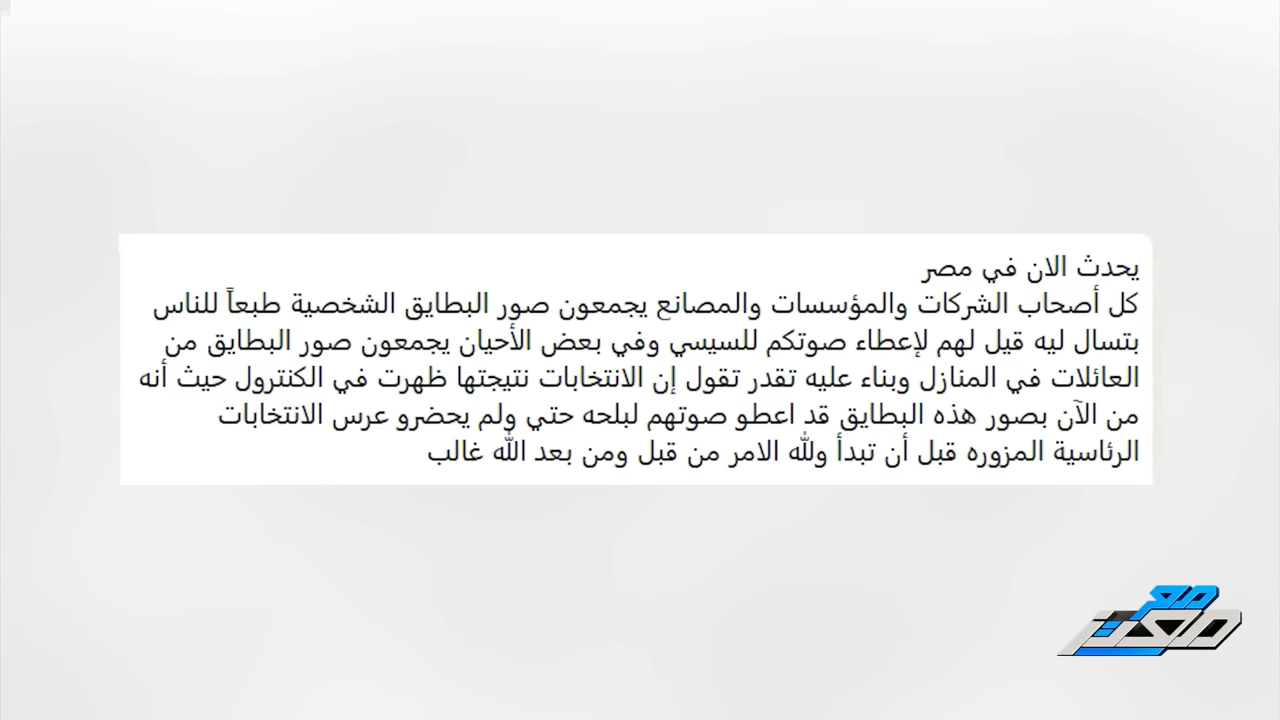 يحدث الان في مصر
كل أصحاب الشركات والمؤسسات والمصانع يجمعون صور البطايق الشخصية طبعاً للناس
بتسال ليه قيل لهم لإعطاء صوتكم للسيسي وفي بعض الأحيان يجمعون صور البطايق من
العائلات في المنازل وبناء عليه تقدر تقول إن الانتخابات نتيجتها ظهرت في الكنترول حيث أنه
من الآن بصور هذه البطايق قد اعطو صوتهم لبلحه حتي ولم يحضرو عرس الانتخابات
الرئاسية المزوره قبل أن تبدأ ولله الامر من قبل ومن بعد الله غالب
مع
معتز